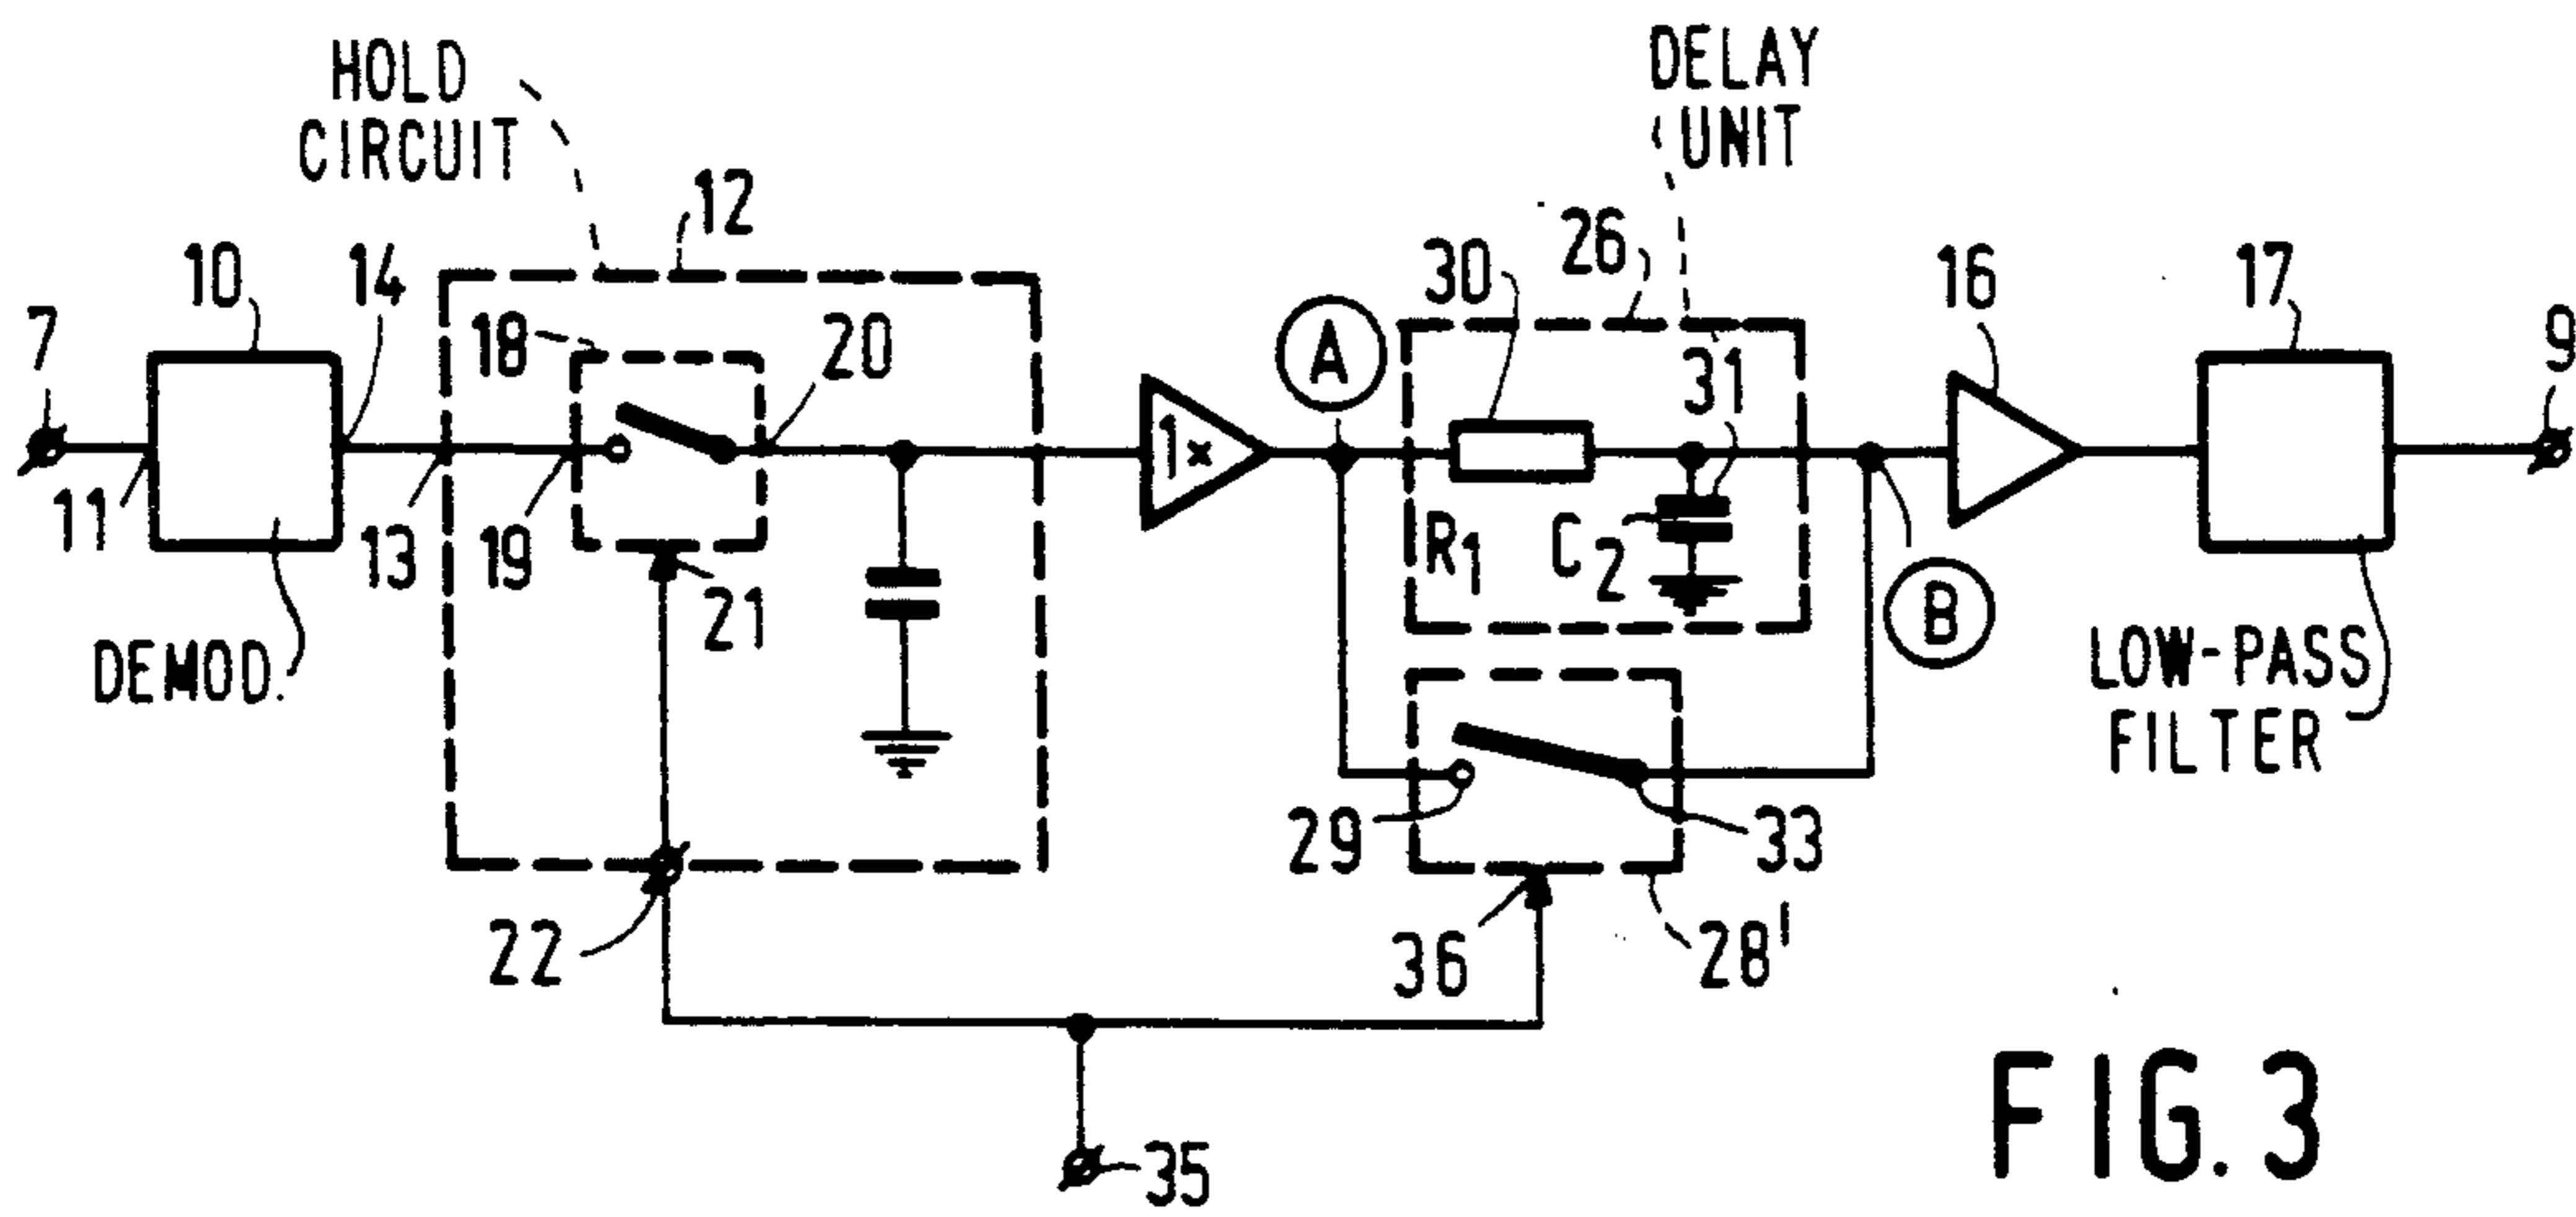 HOLD
CIRCUIT
DELAY
UNIT
12
26
30
10
14
16
17
7
18
20
A
31
9
1x
11
13
19
21
R1
C2
B
DEMOD.
LOW-PASS
FILTER
29
33
22
36
28'
35
FIG. 3